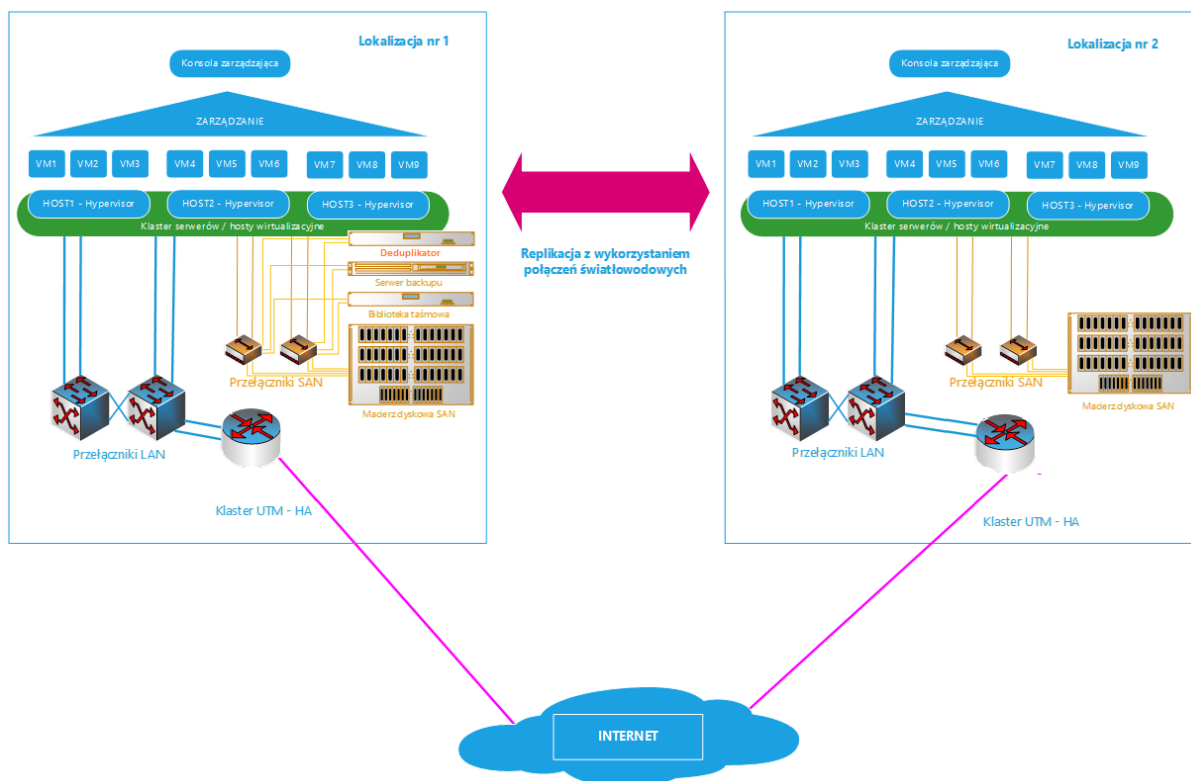 Lokalizacja nr 1
Konsola zarządzająca
ZARZĄDZANIE
VM1 VM2 VM3 VM4 VM5 VM6 VM7 VM8 VM9
HOST1 - Hypervisor HOST2 - Hypervisor HOST3 - Hypervisor
Klaster serwerów / hosty wirtualizacyjne
Deduplikator
Serwer backupu
Biblioteka taśmowa
Przełączniki SAN
Macierz dyskowa SAN
Przełączniki LAN
Klaster UTM - HA
Replikacja z wykorzystaniem
połączeń światłowodowych
Lokalizacja nr 2
Konsola zarządzająca
ZARZĄDZANIE
VM1 VM2 VM3 VM4 VM5 VM6 VM7 VM8 VM9
HOST1 - Hypervisor HOST2 - Hypervisor HOST3 - Hypervisor
Klaster serwerów / hosty wirtualizacyjne
Przełączniki SAN
Macierz dyskowa SAN
Przełączniki LAN
Klaster UTM - HA
INTERNET